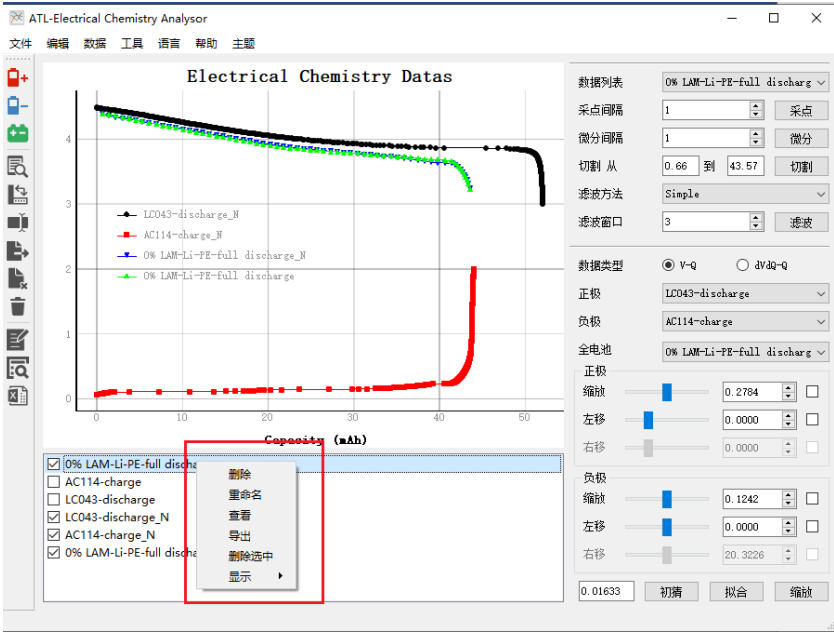 ATL-Electrical Chemistry Analysor
文件 编辑 数据 工具 语言 帮助 主题
Electrical Chemistry Datas
4
3
2
1
0
LC043-discharge_N
AC114-charge_N
0% LAM-Li-PE-full discharge_N
0% LAM-Li-PE-full discharge
0 10 20 30 40 50
Capacity (mAh)
0% LAM-Li-PE-full discha
AC114-charge
LC043-discharge
LC043-discharge_N
AC114-charge_N
0% LAM-Li-PE-full discha
删除
重命名
查看
导出
删除选中
显示
数据列表 0% LAM-Li-PE-full discharg
采点间隔 1 采点
微分间隔 1 微分
切割 从 0.66 到 43.57 切割
滤波方法 Simple
滤波窗口 3 滤波
数据类型 V-Q dVdQ-Q
正极 LC043-discharge
负极 AC114-charge
全电池 0% LAM-Li-PE-full discharg
正极
缩放 0.2784
左移 0.0000
右移 0.0000
负极
缩放 0.1242
左移 0.0000
右移 20.3226
0.01633 初猜 拟合 缩放